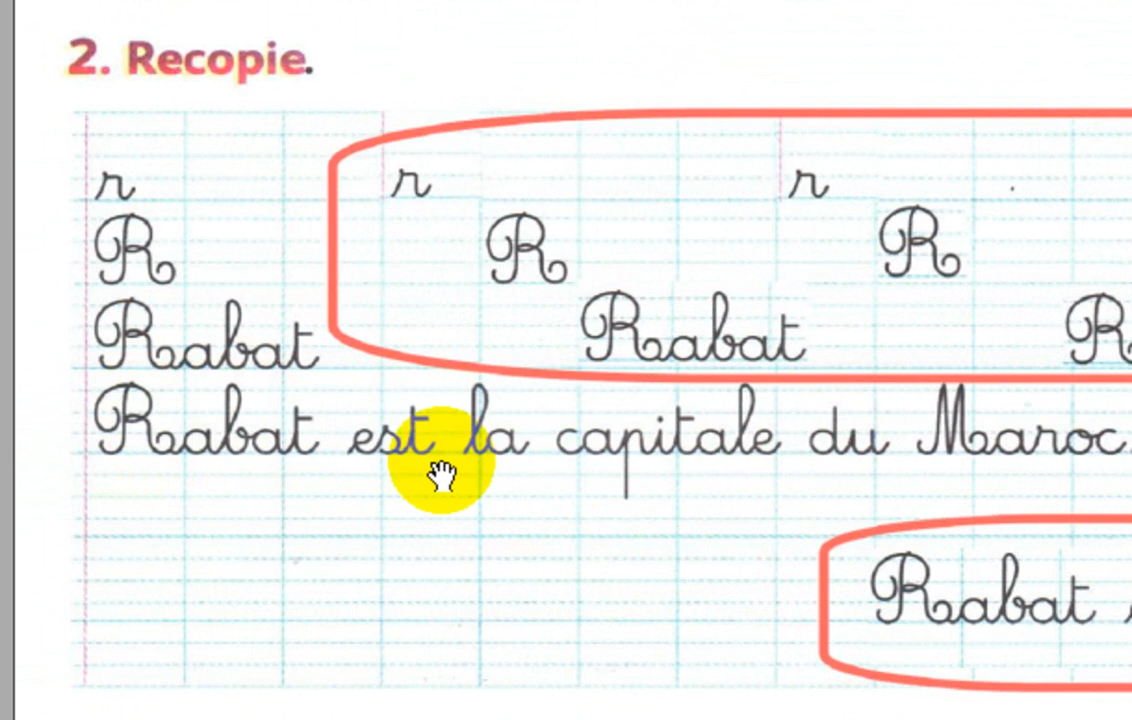 2. Recopie.
r r r
R R R
Rabat Rabat R
Rabat est la capitale du Maroc.
Rabat